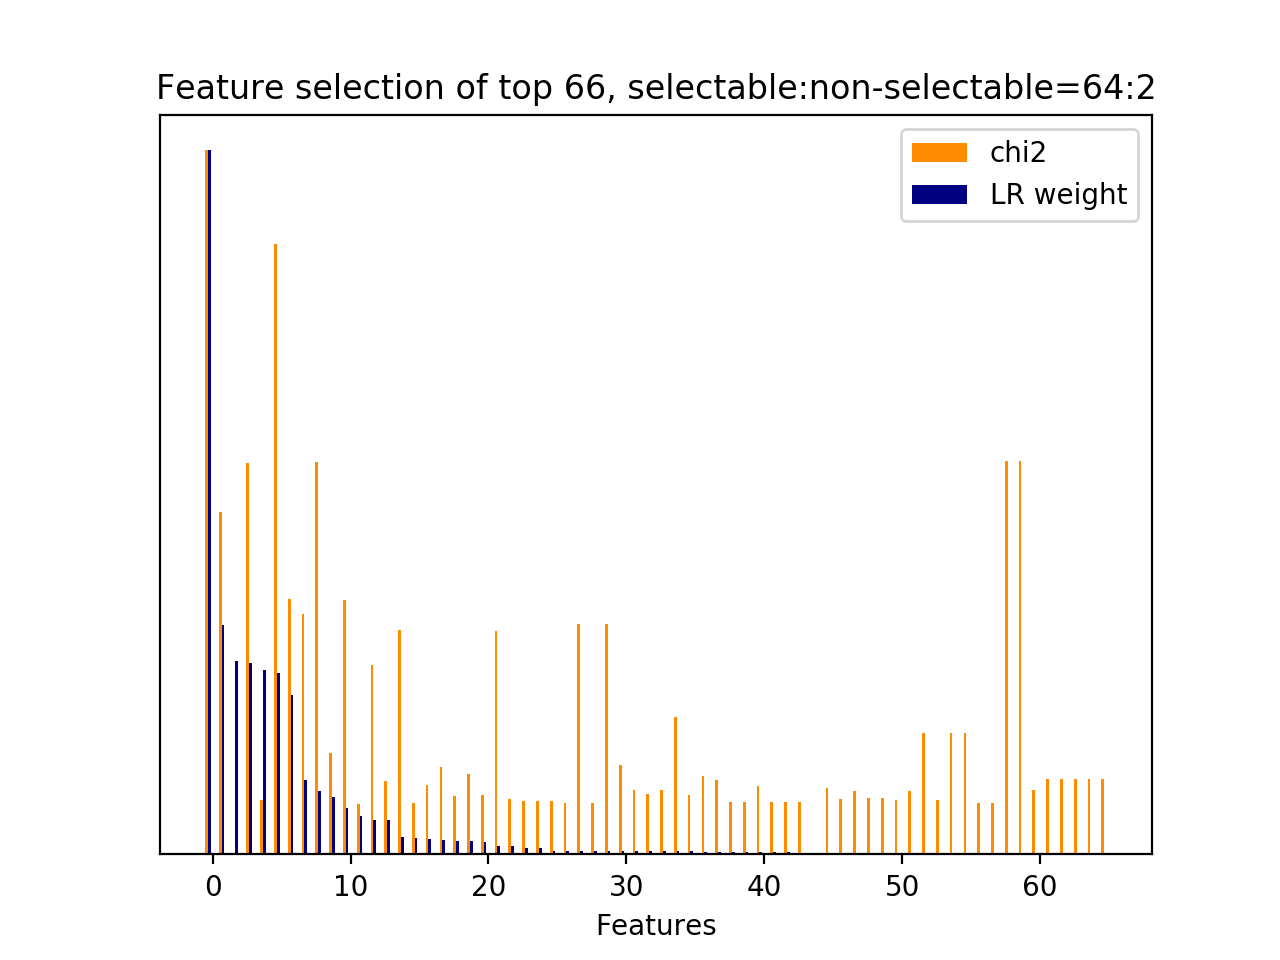 Feature selection of top 66, selectable:non-selectable=64:2
chi2
LR weight
0 10 20 30 40 50 60
Features